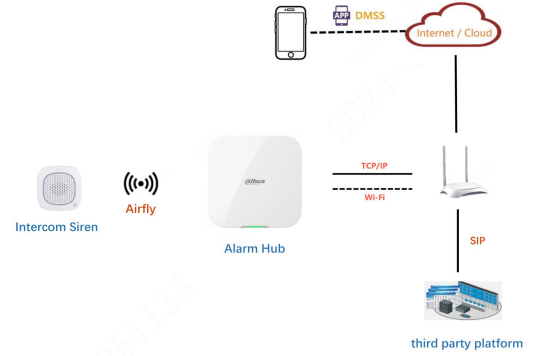 APP DMSS
Internet / Cloud
TCP/IP
alhua
Wi-Fi
Airfly
Intercom Siren
Alarm Hub
SIP
third party platform